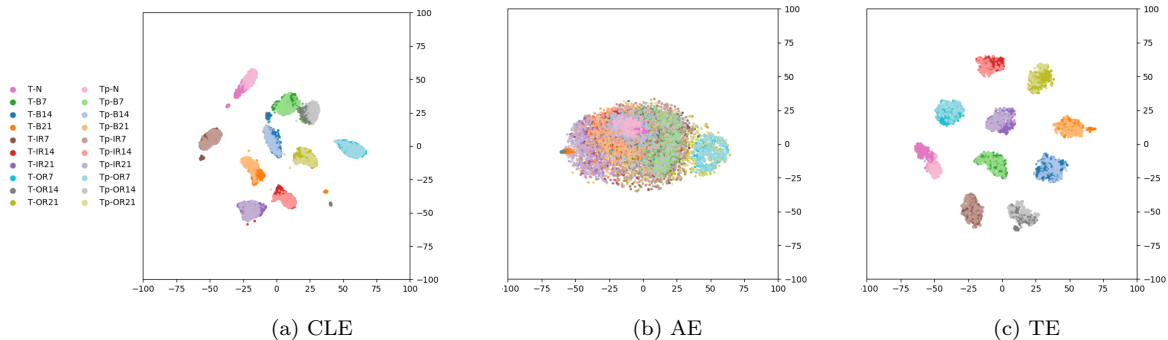 T-N Tp-N
T-B7 Tp-B7
T-B14 Tp-B14
T-B21 Tp-B21
T-IR7 Tp-IR7
T-IR14 Tp-IR14
T-IR21 Tp-IR21
T-OR7 Tp-OR7
T-OR14 Tp-OR14
T-OR21 Tp-OR21
100
75
50
25
0
−25
−50
−75
−100
−100 −75 −50 −25 0 25 50 75 100
(a) CLE
100
75
50
25
0
−25
−50
−75
−100
·100 −75 −50 −25 0 25 50 75 100
(b) AE
100
75
50
25
0
−25
−50
−75
−100
·100 −75 −50 −25 0 25 50 75 100
(c) TE